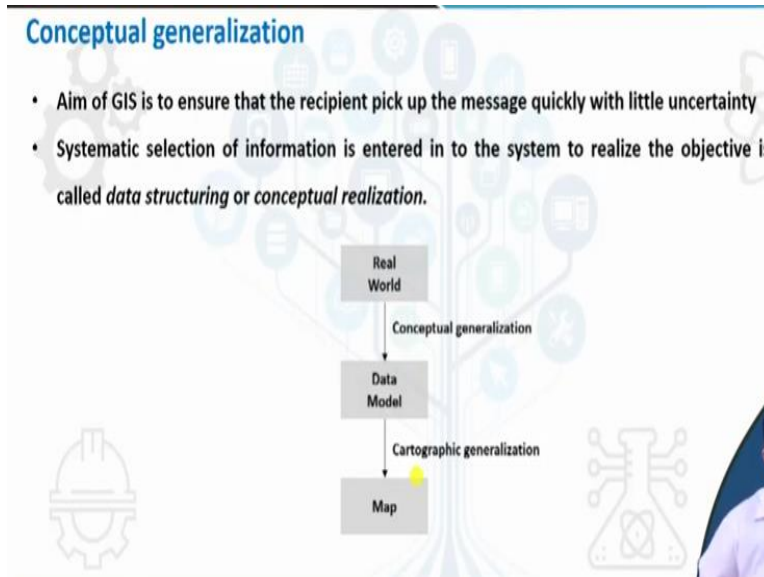 Conceptual generalization
• Aim of GIS is to ensure that the recipient pick up the message quickly with little uncertainty
• Systematic selection of information is entered in to the system to realize the objective is
called data structuring or conceptual realization.
Real
World
Conceptual generalization
Data
Model
Cartographic generalization
Map